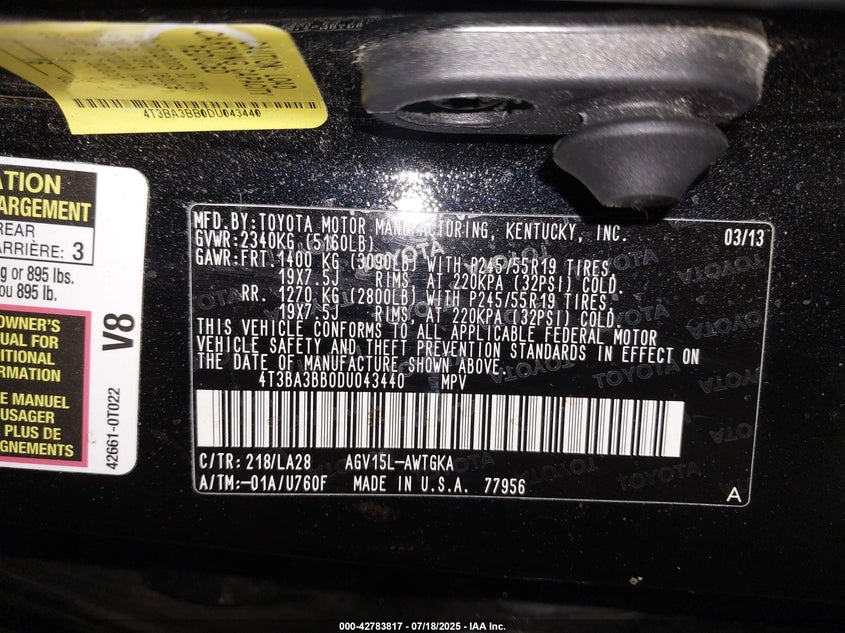 4T3BA3BB0DU043440
ATION
ARGEMENT
REAR
ARRIÈRE: 3
g or 895 lbs.
ou 895 lb.
OWNER'S
UAL FOR
DITIONAL
ORMATION
E MANUEL
USAGER
PLUS DE
GNEMENTS
V8
42661-0T022
MFD.BY:TOYOTA MOTOR MANUFACTURING, KENTUCKY, INC. 03/13
GVWR:2340KG (5160LB)
GAWR:FRT.1400 KG (3090LB) WITH P245/55R19 TIRES,
19X7.5J RIMS AT 220KPA (32PSI) COLD.
RR. 1270 KG (2800LB) WITH P245/55R19 TIRES,
19X7.5J RIMS AT 220KPA (32PSI) COLD.
THIS VEHICLE CONFORMS TO ALL APPLICABLE FEDERAL MOTOR
VEHICLE SAFETY AND THEFT PREVENTION STANDARDS IN EFFECT ON
THE DATE OF MANUFACTURE SHOWN ABOVE.
4T3BA3BB0DU043440 MPV
C/TR:218/LA28 AGV15L-AWTGKA
A/TM:-01A/U760F MADE IN U.S.A. 77956
A
TOYOTA
000-42783817 - 07/18/2025 - IAA Inc.